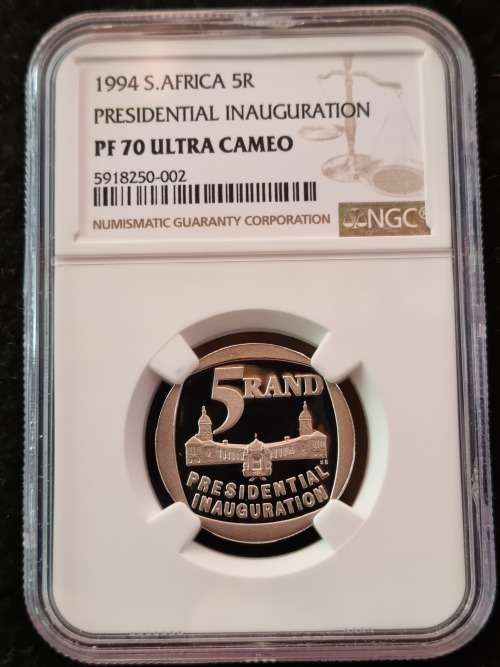 1994 S.AFRICA 5R
PRESIDENTIAL INAUGURATION
PF 70 ULTRA CAMEO
5918250-002
NUMISMATIC GUARANTY CORPORATION
NGC®
5 RAND
PRESIDENTIAL
INAUGURATION